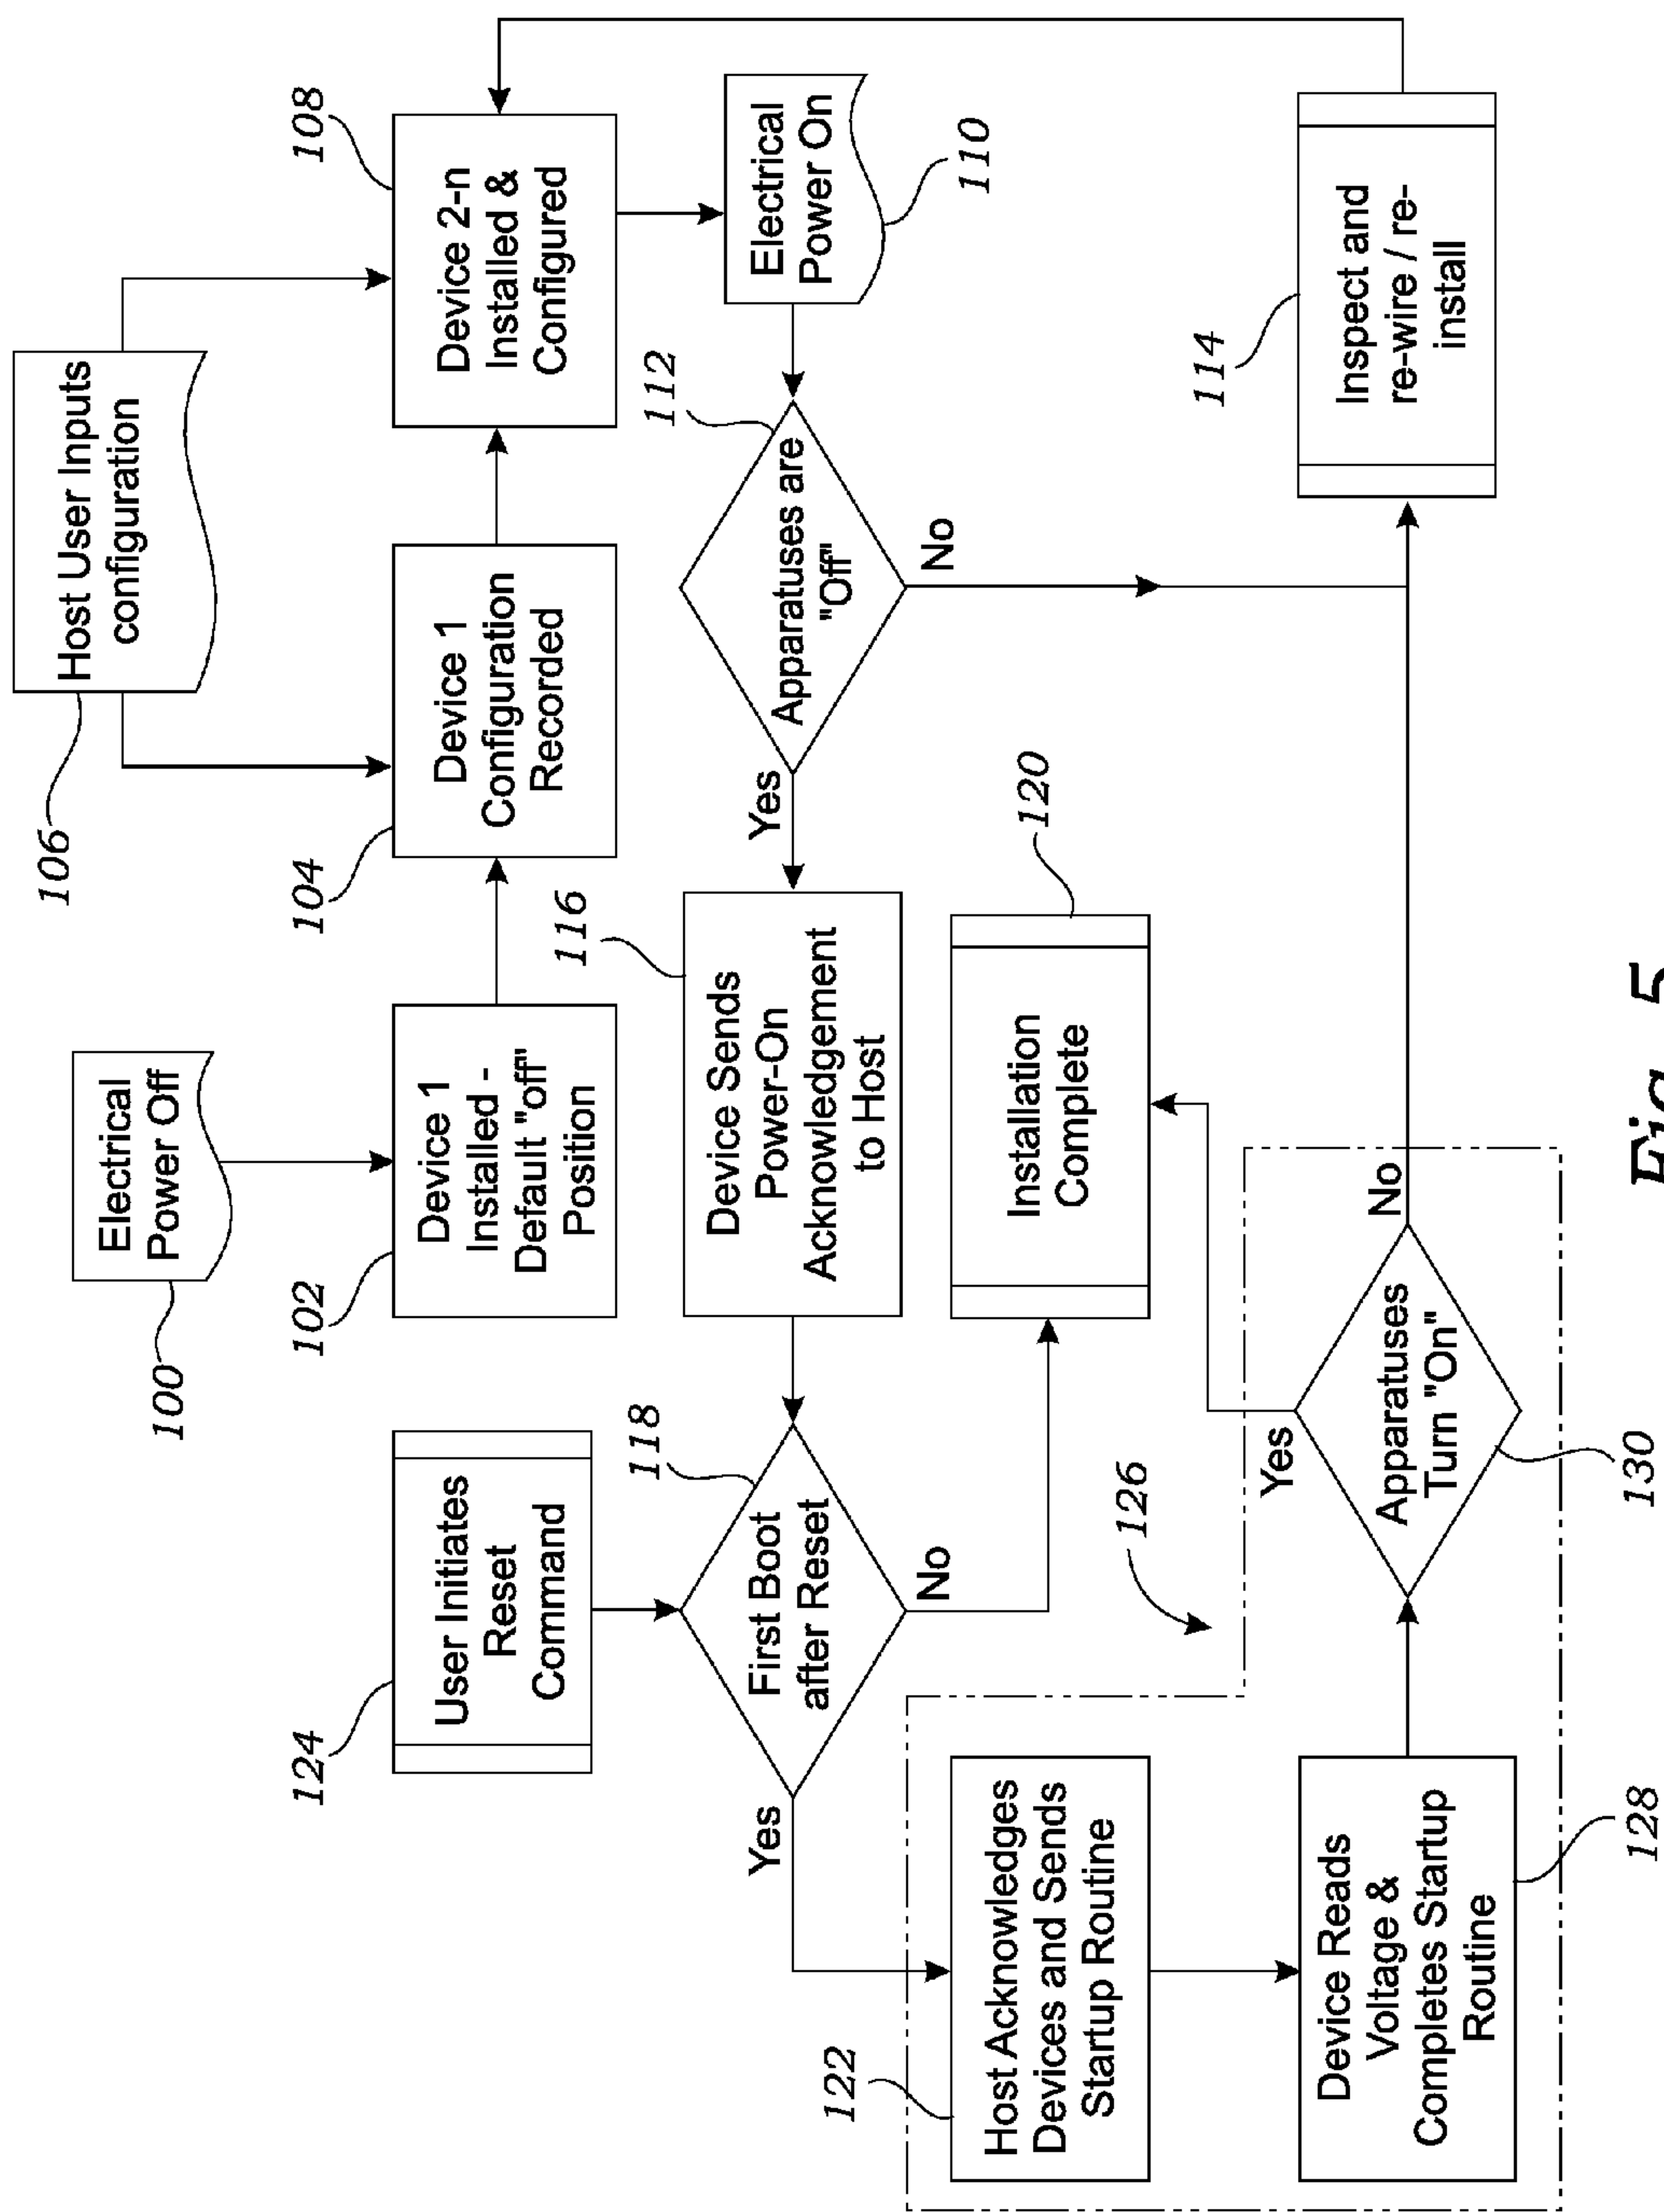 Host User Inputs
configuration
106
Electrical
Power Off
100
Device 1
Installed -
Default "off"
Position
102
Device 1
Configuration
Recorded
104
Device 2-n
Installed &
Configured
108
User Initiates
Reset
Command
124
First Boot
after Reset
118
Yes
No
Device Sends
Power-On
Acknowledgement
to Host
116
Apparatuses are
"Off"
112
Yes
No
Electrical
Power On
110
Host Acknowledges
Devices and Sends
Startup Routine
122
126
Installation
Complete
120
Device Reads
Voltage &
Completes Startup
Routine
128
Apparatuses
Turn "On"
130
Yes
No
Inspect and
re-wire / re-
install
114
Fig. 5